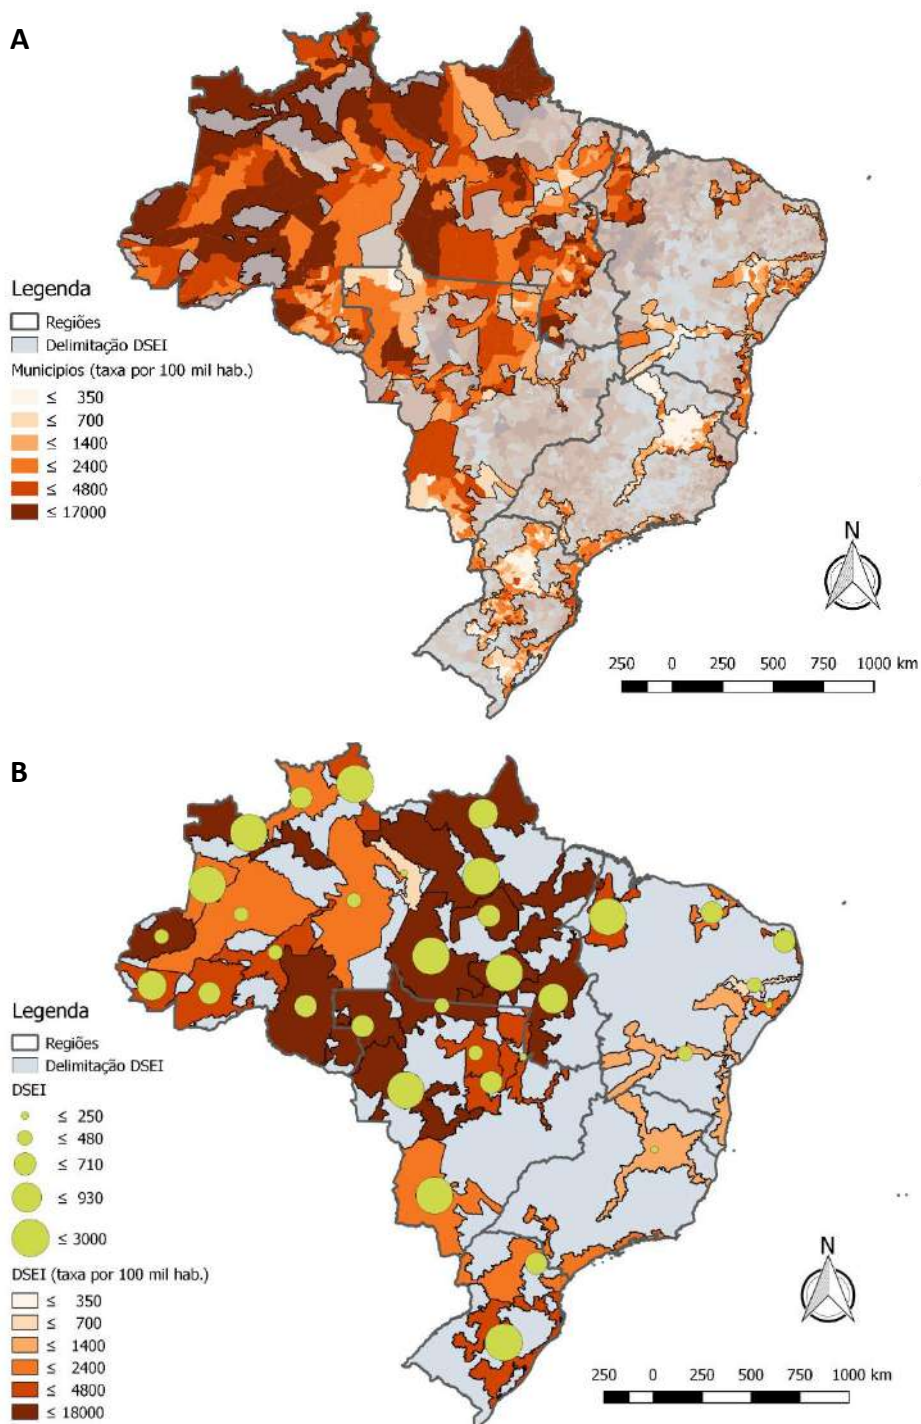 A
Legenda
Regiões
Delimitação DSEI
Municipios (taxa por 100 mil hab.)
≤ 350
≤ 700
≤ 1400
≤ 2400
≤ 4800
≤ 17000
N
250 0 250 500 750 1000 km
B
Legenda
Regiões
Delimitação DSEI
DSEI
≤ 250
≤ 480
≤ 710
≤ 930
≤ 3000
DSEI (taxa por 100 mil hab.)
≤ 350
≤ 700
≤ 1400
≤ 2400
≤ 4800
≤ 18000
N
250 0 250 500 750 1000 km